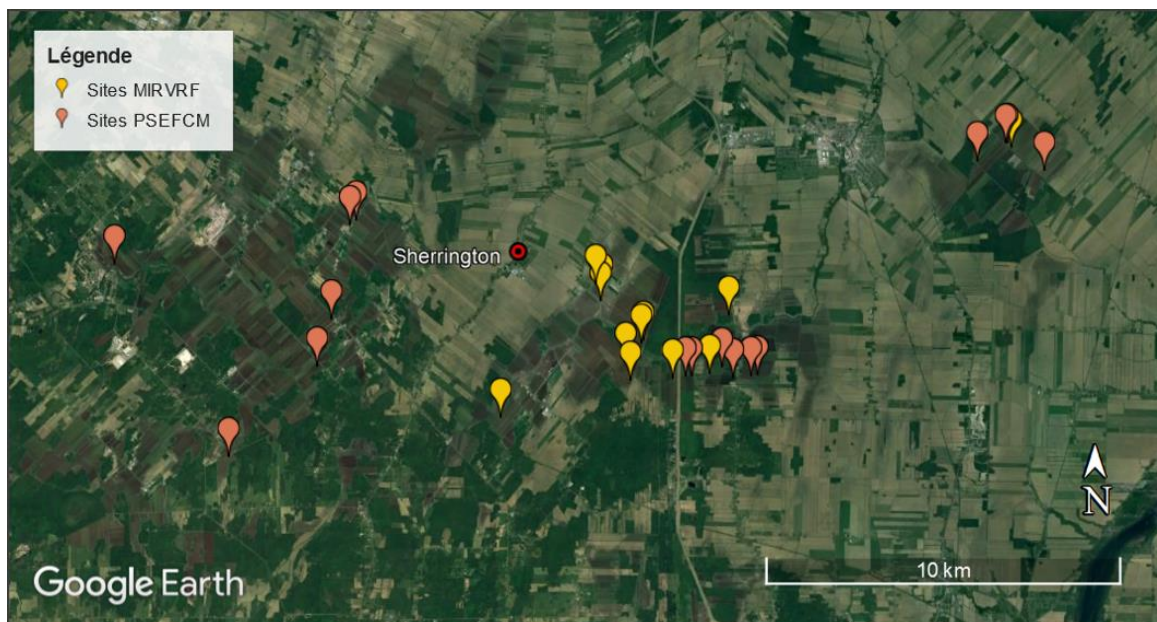 Légende
Sites MIRVRF
Sites PSEFCM
Sherrington
N
10 km
Google Earth